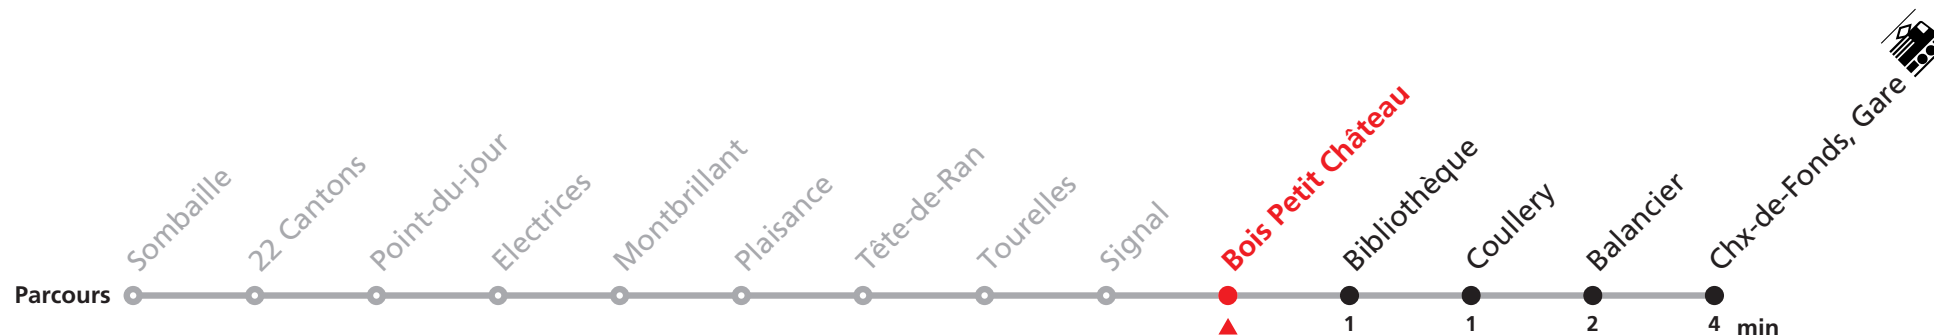 Sombaille
22 Cantons
Point-du-jour
Electrices
Montbrillant
Plaisance
Tête-de-Ran
Tourelles
Signal
Bois Petit Château
Bibliothèque
Coullery
Balancier
Chx-de-Fonds, Gare
Parcours
1 1 2 4 min